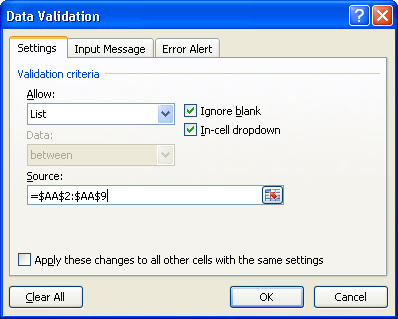 Data Validation
Settings
Input Message
Error Alert
Validation criteria
Allow:
List
Ignore blank
Data:
In-cell dropdown
between
Source:
=$AA$2:$AA$9
Apply these changes to all other cells with the same settings
Clear All
OK
Cancel